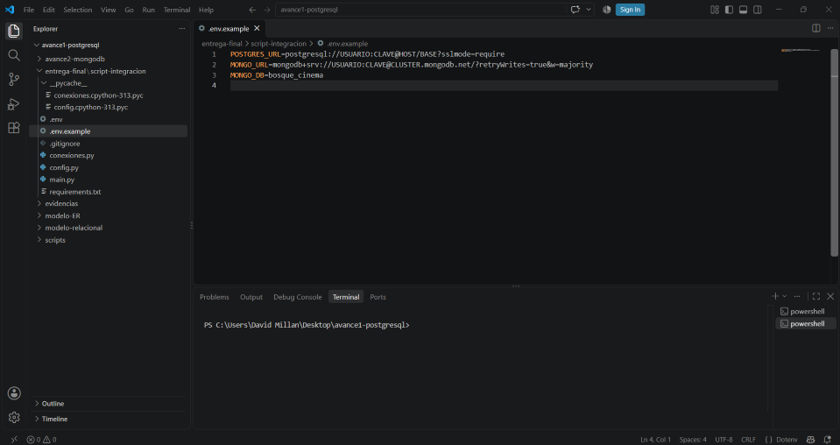 File Edit Selection View Go Run Terminal Help
avance1-postgresql
Sign In
Explorer
avance1-postgresql
avance2-mongodb
entrega-final\script-integracion
__pycache__
conexiones.cpython-313.pyc
config.cpython-313.pyc
.env
.env.example
.gitignore
conexiones.py
config.py
main.py
requirements.txt
evidencias
modelo-ER
modelo-relacional
scripts
Outline
Timeline
.env.example
entrega-final > script-integracion > .env.example
1 POSTGRES_URL=postgresql://USUARIO:CLAVE@HOST/BASE?sslmode=require
2 MONGO_URL=mongodb+srv://USUARIO:CLAVE@CLUSTER.mongodb.net/?retryWrites=true&w=majority
3 MONGO_DB=bosque_cinema
4
Problems Output Debug Console Terminal Ports
PS C:\Users\David Millan\Desktop\avance1-postgresql>
powershell
powershell
0 0
Ln 4, Col 1 Spaces: 4 UTF-8 CRLF {} Dotenv